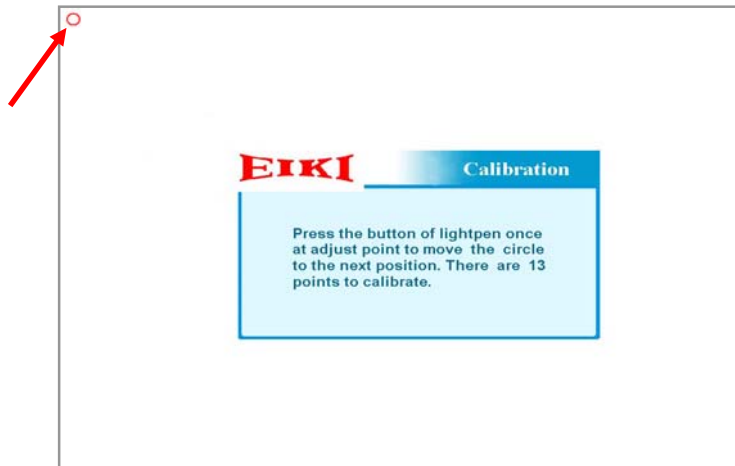 EIKI
Calibration
Press the button of lightpen once
at adjust point to move the circle
to the next position. There are 13
points to calibrate.